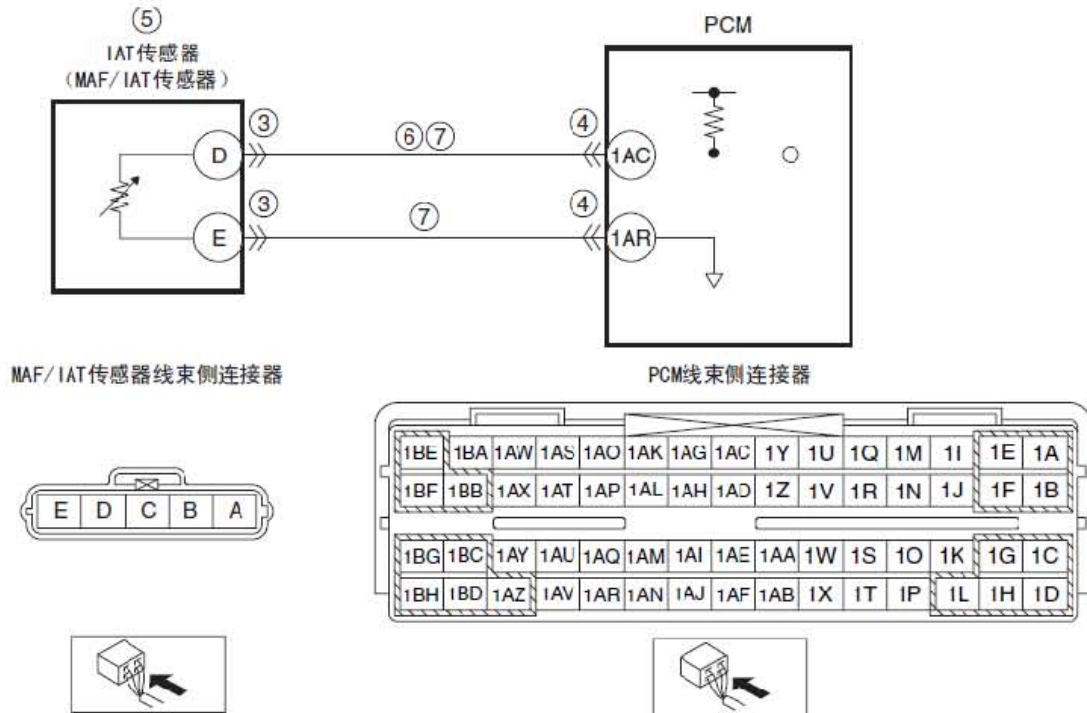 ⑤
IAT传感器
(MAF/IAT传感器)
PCM
D ③ ⑥⑦ ④ 1AC
E ③ ⑦ ④ 1AR
MAF/IAT传感器线束侧连接器
PCM线束侧连接器
E D C B A
1BE 1BA 1AW 1AS 1AO 1AK 1AG 1AC 1Y 1U 1Q 1M 1I 1E 1A
1BF 1BB 1AX 1AT 1AP 1AL 1AH 1AD 1Z 1V 1R 1N 1J 1F 1B
1BG 1BC 1AY 1AU 1AQ 1AM 1AI 1AE 1AA 1W 1S 1O 1K 1G 1C
1BH 1BD 1AZ 1AV 1AR 1AN 1AJ 1AF 1AB 1X 1T 1P 1L 1H 1D